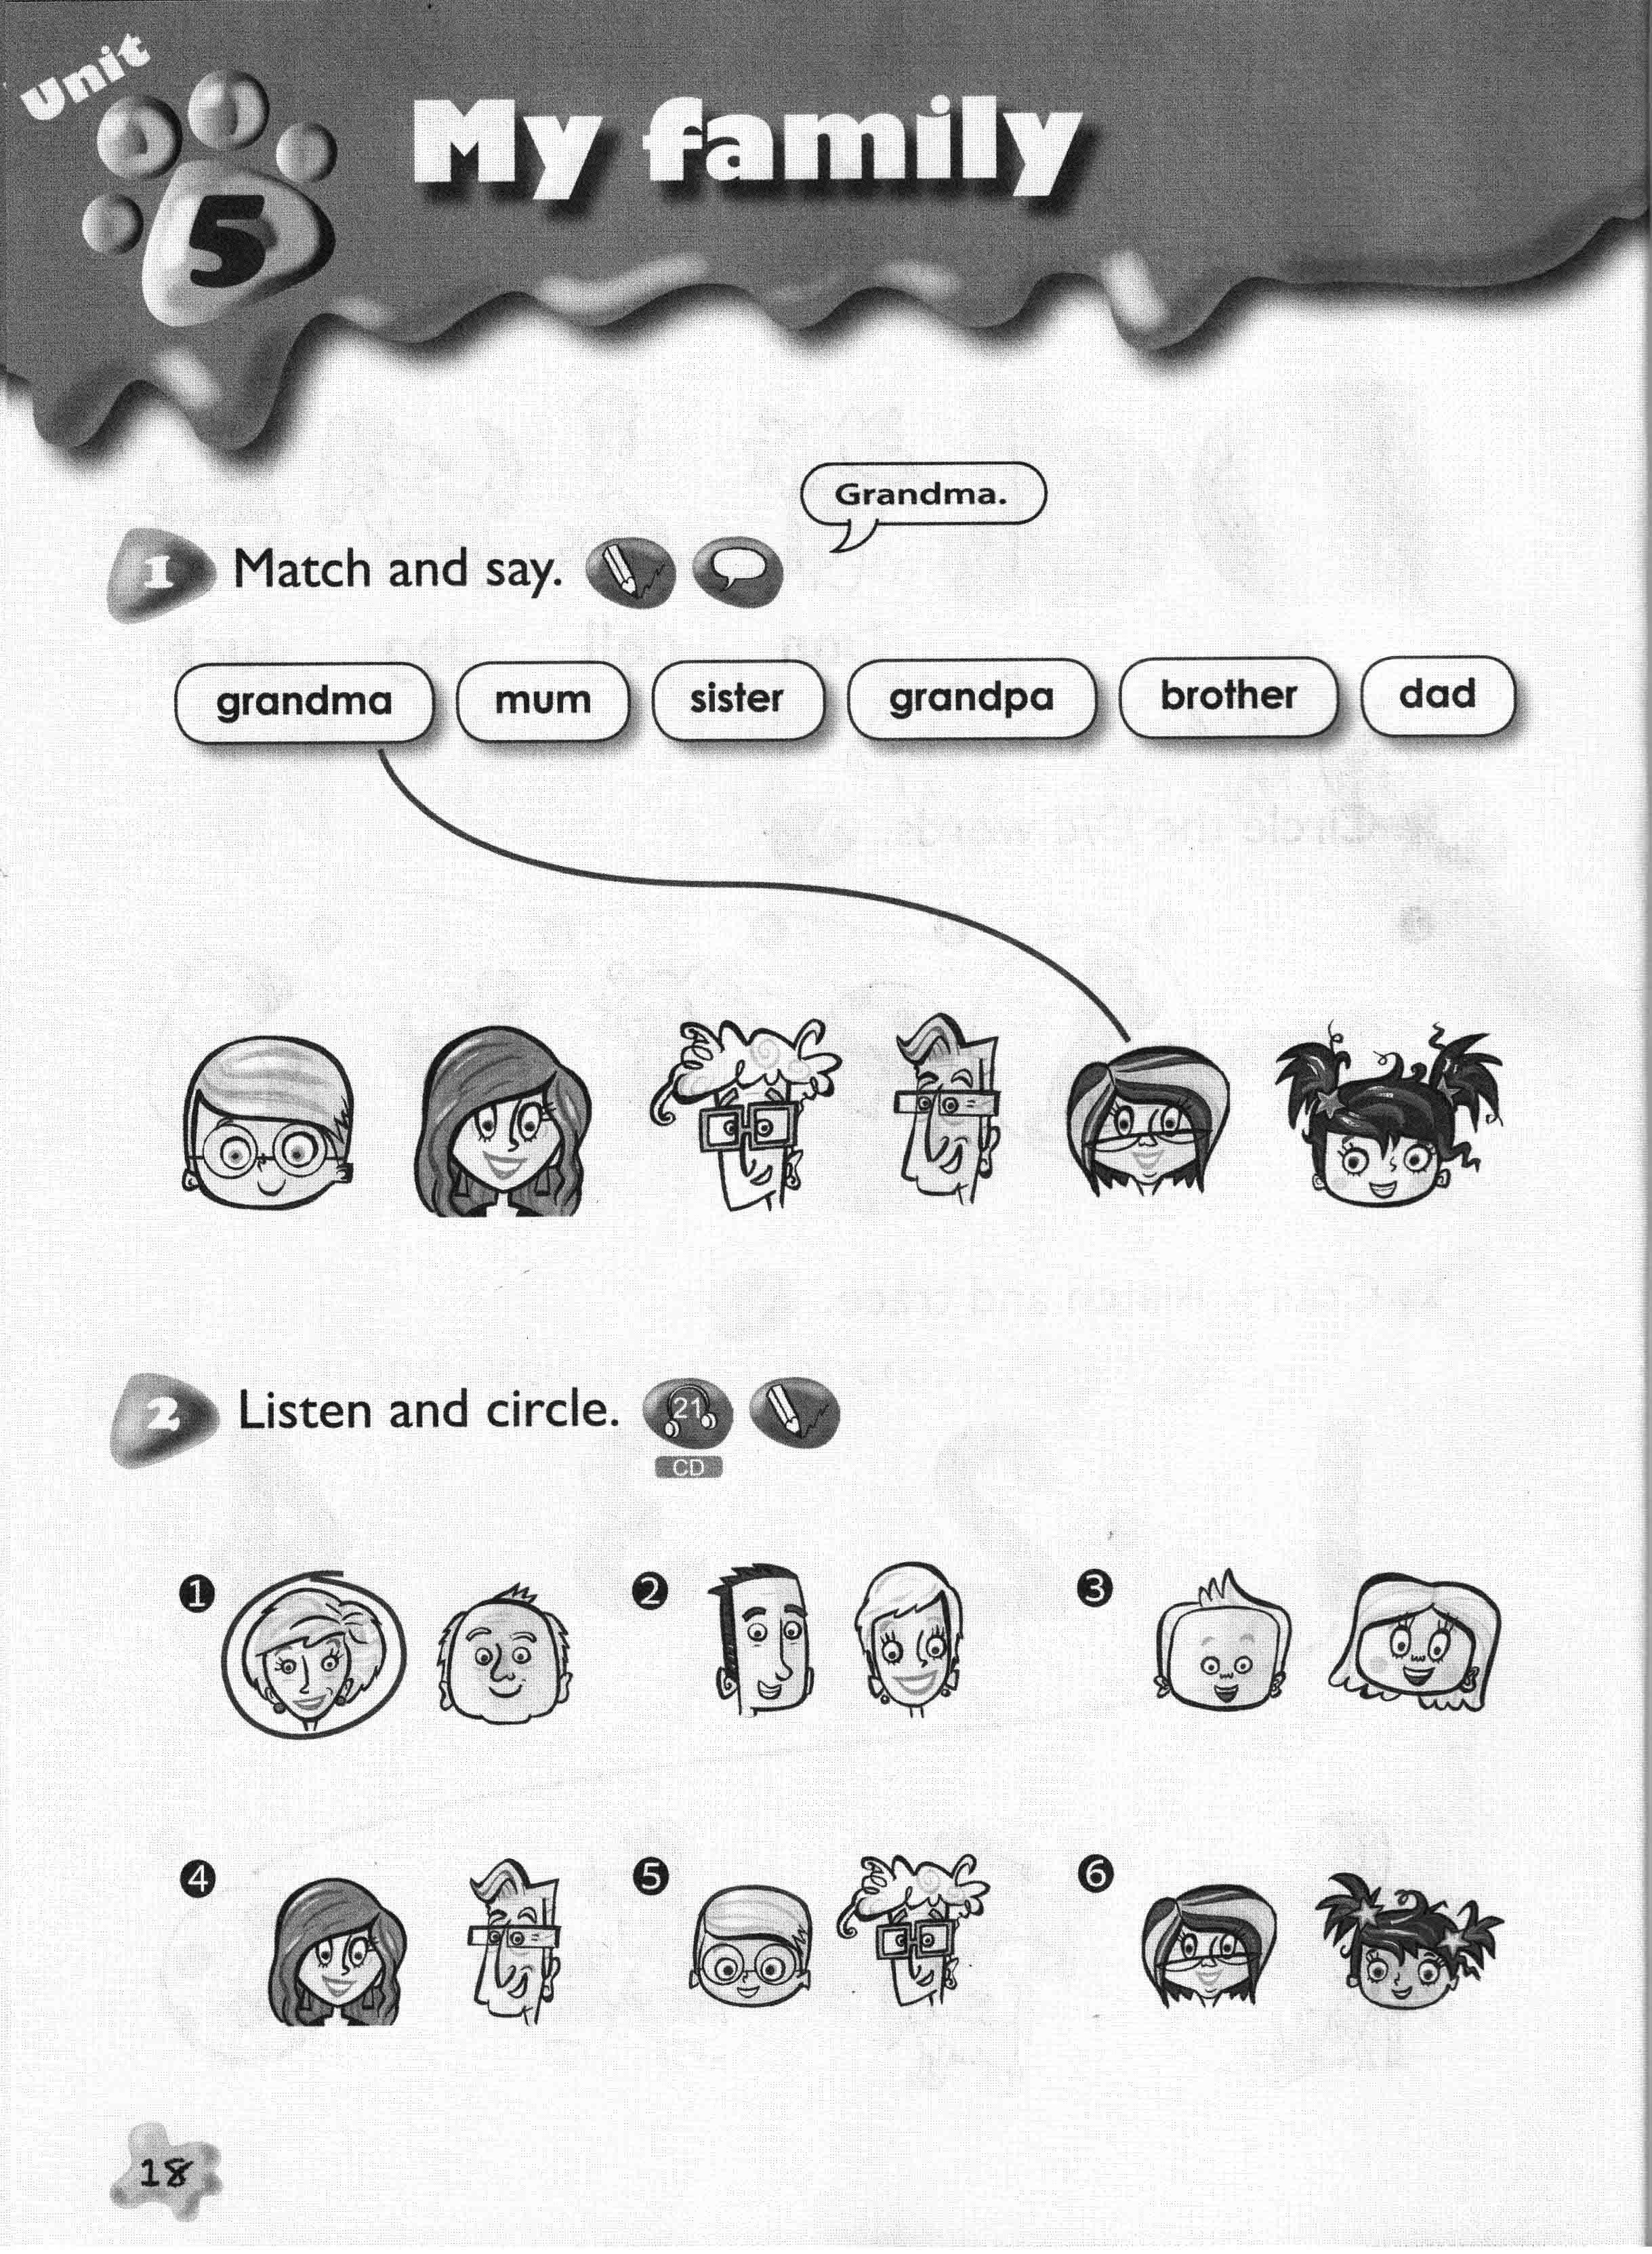 Unit
5
My family
Grandma.
1 Match and say.
grandma mum sister grandpa brother dad
2 Listen and circle. 21
CD
1 2 3
4 5 6
18